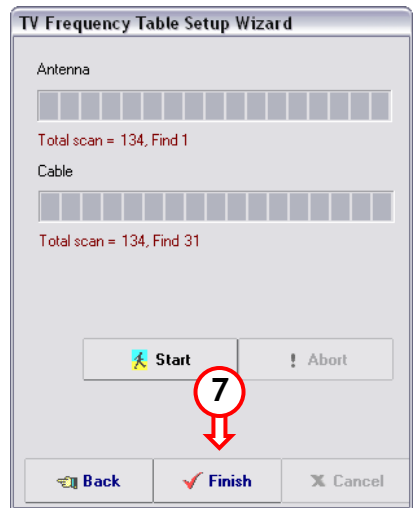 TV Frequency Table Setup Wizard
Antenna
Total scan = 134, Find 1
Cable
Total scan = 134, Find 31
Start ! Abort
7
Back Finish X Cancel